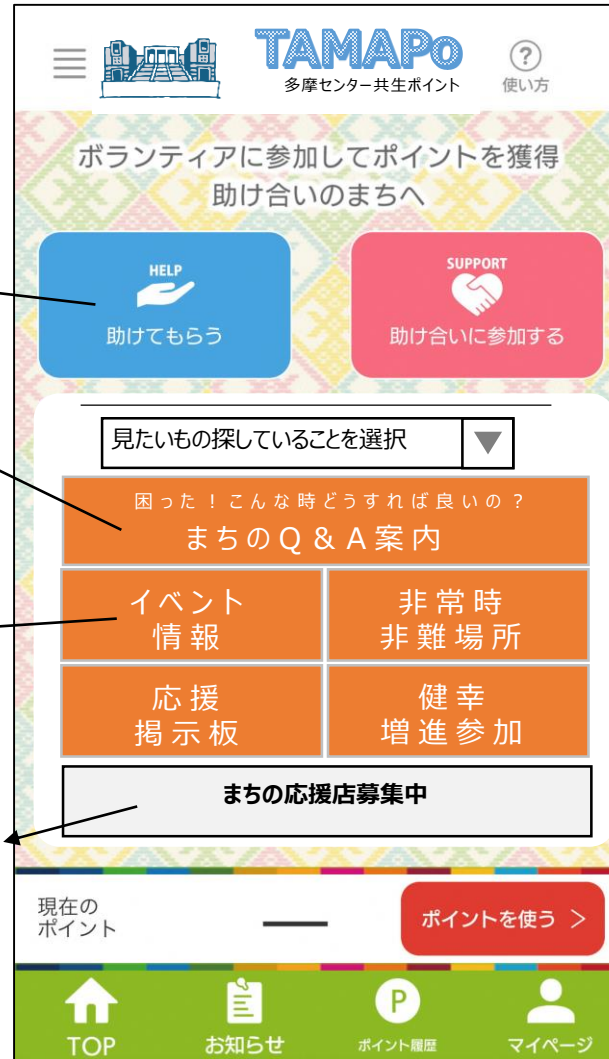 TAMAPo
多摩センター共生ポイント
?
使い方
ボランティアに参加してポイントを獲得
助け合いのまちへ
HELP
助けてもらう
SUPPORT
助け合いに参加する
見たいもの探していることを選択
困った！こんな時どうすれば良いの？
まちのQ＆A案内
イベント
情報
非常時
非難場所
応援
掲示板
健幸
増進参加
まちの応援店募集中
現在の
ポイント
ポイントを使う ＞
TOP
お知らせ
P
ポイント履歴
マイページ